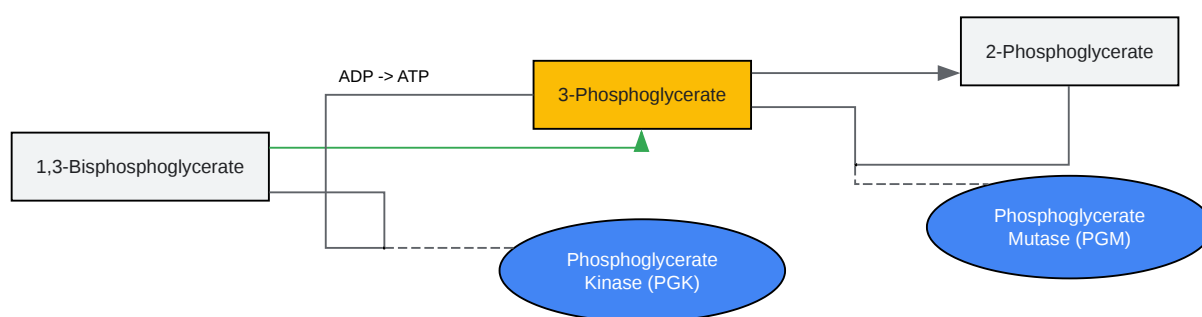 2-Phosphoglycerate
ADP -> ATP
3-Phosphoglycerate
1,3-Bisphosphoglycerate
Phosphoglycerate
Mutase (PGM)
Phosphoglycerate
Kinase (PGK)